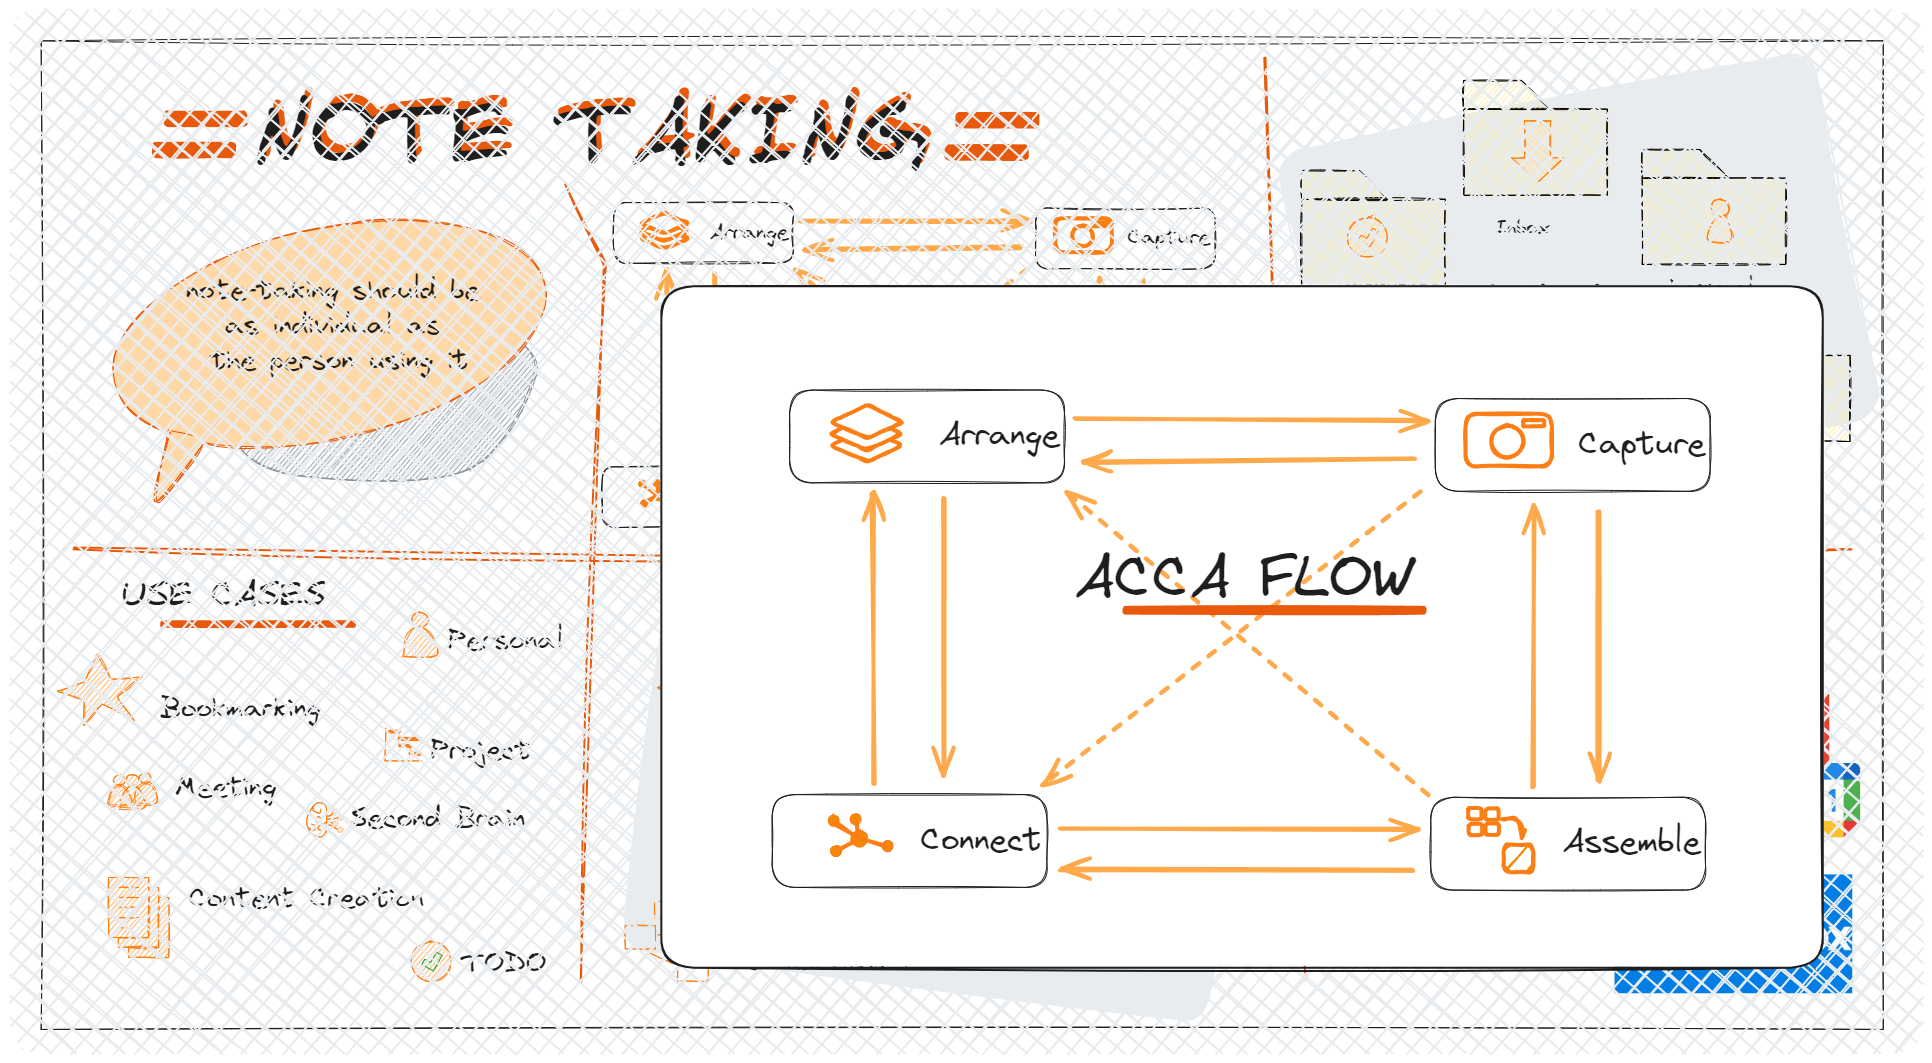 NOTE TAKING
note-taking should be
as individual as
the person using it
Arrange
Capture
Inbox
USE CASES
Personal
Bookmarking
Project
Meeting
Second Brain
Content Creation
TODO
Arrange
Capture
ACCA FLOW
Connect
Assemble